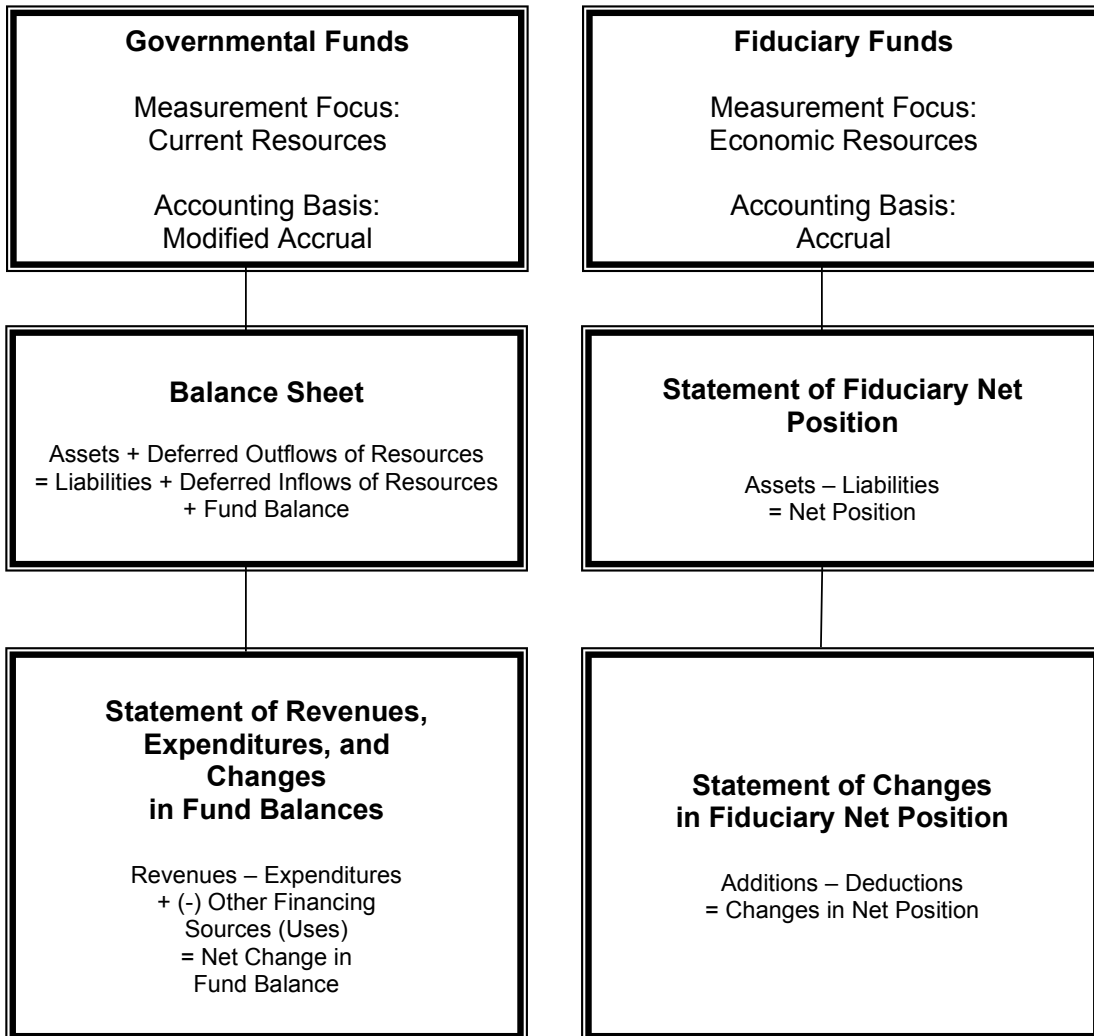 Governmental Funds
Measurement Focus:
Current Resources
Accounting Basis:
Modified Accrual
Fiduciary Funds
Measurement Focus:
Economic Resources
Accounting Basis:
Accrual
Balance Sheet
Assets + Deferred Outflows of Resources
= Liabilities + Deferred Inflows of Resources
+ Fund Balance
Statement of Fiduciary Net
Position
Assets – Liabilities
= Net Position
Statement of Revenues,
Expenditures, and
Changes
in Fund Balances
Revenues – Expenditures
+ (-) Other Financing
Sources (Uses)
= Net Change in
Fund Balance
Statement of Changes
in Fiduciary Net Position
Additions – Deductions
= Changes in Net Position